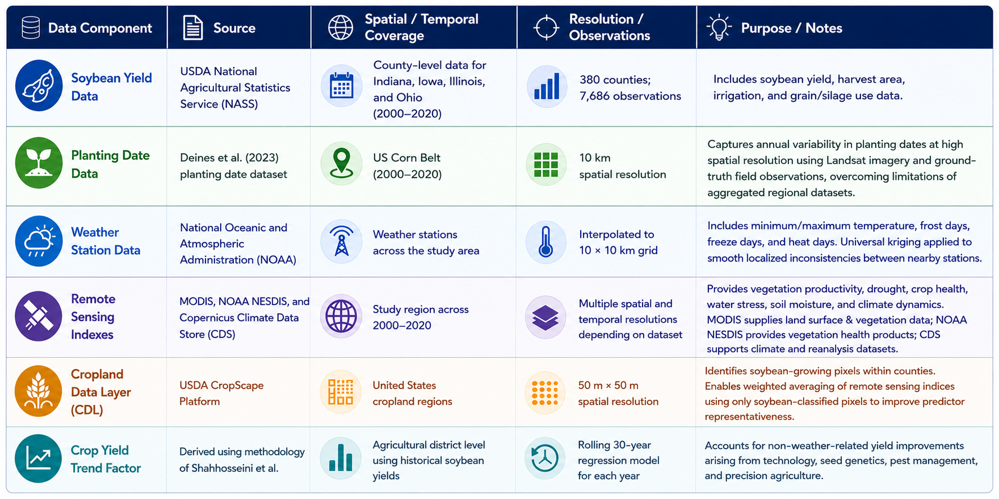 Data Component
Source
Spatial / Temporal
Coverage
Resolution /
Observations
Purpose / Notes
Soybean Yield
Data
USDA National
Agricultural Statistics
Service (NASS)
County-level data for
Indiana, Iowa, Illinois,
and Ohio
(2000–2020)
380 counties;
7,686 observations
Includes soybean yield, harvest area,
irrigation, and grain/silage use data.
Planting Date
Data
Deines et al. (2023)
planting date dataset
US Corn Belt
(2000–2020)
10 km
spatial resolution
Captures annual variability in planting dates at high
spatial resolution using Landsat imagery and ground-
truth field observations, overcoming limitations of
aggregated regional datasets.
Weather
Station Data
National Oceanic and
Atmospheric
Administration (NOAA)
Weather stations
across the study area
Interpolated to
10 × 10 km grid
Includes minimum/maximum temperature, frost days,
freeze days, and heat days. Universal kriging applied to
smooth localized inconsistencies between nearby stations.
Remote
Sensing
Indexes
MODIS, NOAA NESDIS, and
Copernicus Climate Data
Store (CDS)
Study region across
2000–2020
Multiple spatial and
temporal resolutions
depending on dataset
Provides vegetation productivity, drought, crop health,
water stress, soil moisture, and climate dynamics.
MODIS supplies land surface & vegetation data; NOAA
NESDIS provides vegetation health products; CDS
supports climate and reanalysis datasets.
Cropland
Data Layer
(CDL)
USDA CropScape
Platform
United States
cropland regions
50 m × 50 m
spatial resolution
Identifies soybean-growing pixels within counties.
Enables weighted averaging of remote sensing indices
using only soybean-classified pixels to improve predictor
representativeness.
Crop Yield
Trend Factor
Derived using methodology
of Shahhosseini et al.
Agricultural district level
using historical soybean
yields
Rolling 30-year
regression model
for each year
Accounts for non-weather-related yield improvements
arising from technology, seed genetics, pest management,
and precision agriculture.